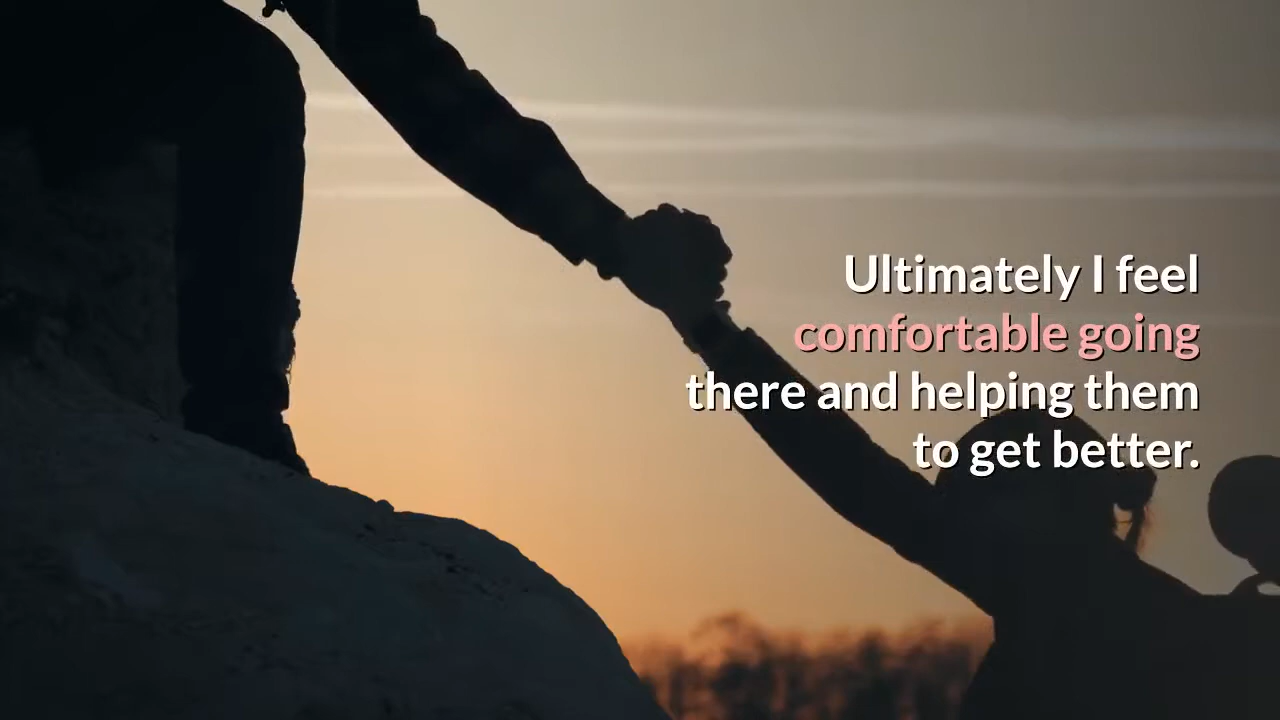 Ultimately I feel
comfortable going
there and helping them
to get better.